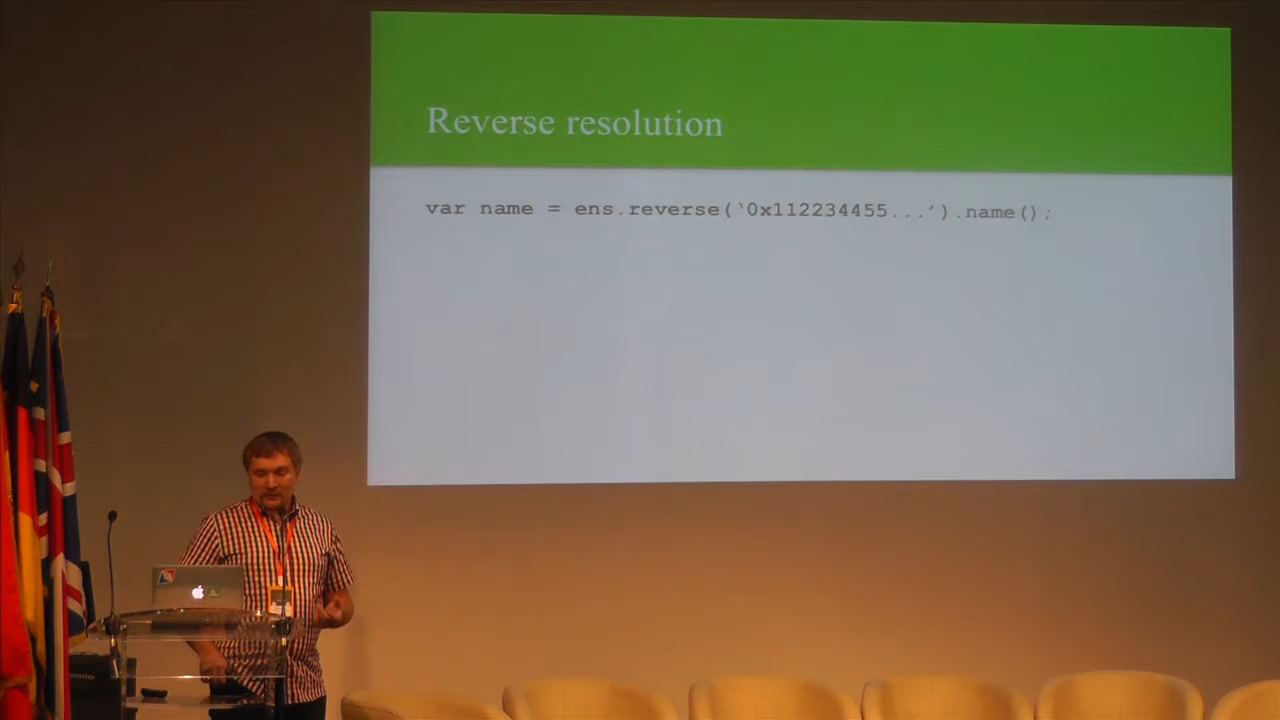 Reverse resolution
var name = ens.reverse(‘0x112234455...’).name();